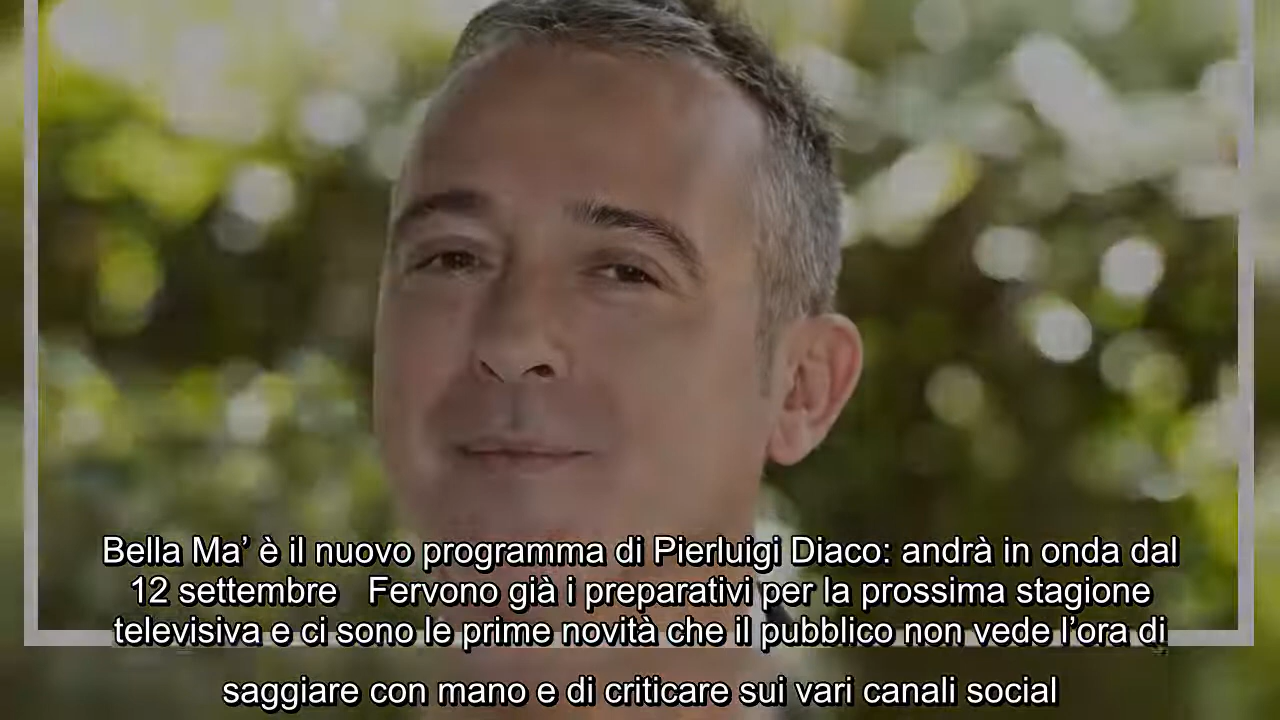 Bella Ma’ è il nuovo programma di Pierluigi Diaco: andrà in onda dal
12 settembre   Fervono già i preparativi per la prossima stagione
televisiva e ci sono le prime novità che il pubblico non vede l’ora di
saggiare con mano e di criticare sui vari canali social